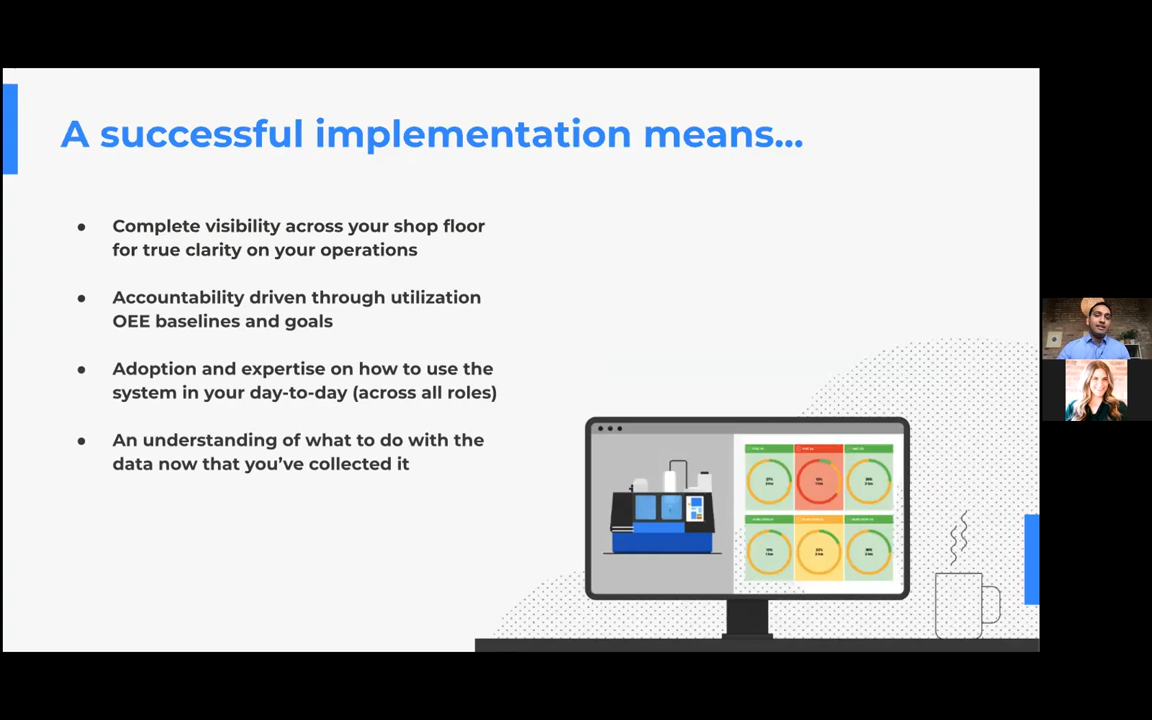 A successful implementation means...
● Complete visibility across your shop floor
for true clarity on your operations
● Accountability driven through utilization
OEE baselines and goals
● Adoption and expertise on how to use the
system in your day-to-day (across all roles)
● An understanding of what to do with the
data now that you've collected it